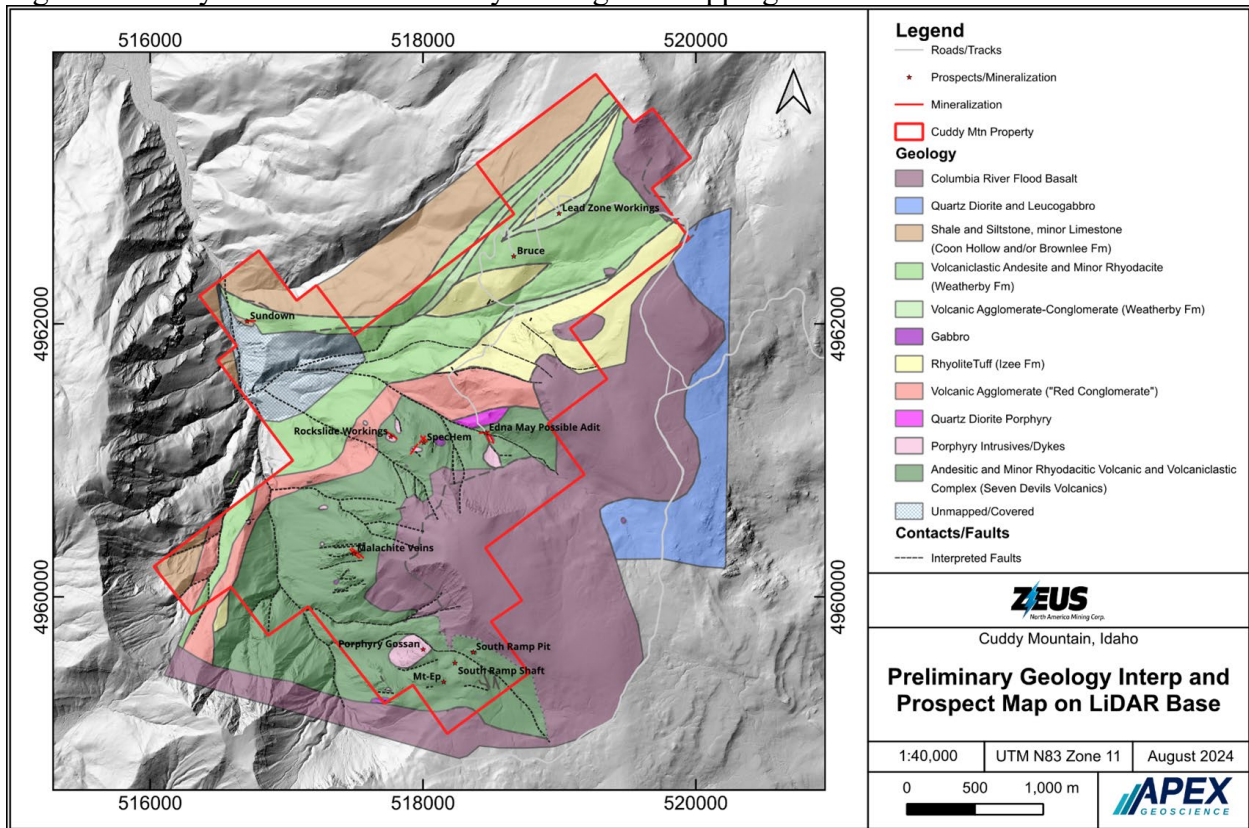 516000
518000
520000
4962000
4960000
4962000
4960000
516000
518000
520000
Lead Zone Workings
Bruce
Sundown
Rockslide Workings
SpecHem
Edna May Possible Adit
Malachite Veins
Porphyry Gossan
South Ramp Pit
South Ramp Shaft
Mt-Ep
Legend
Roads/Tracks
Prospects/Mineralization
Mineralization
Cuddy Mtn Property
Geology
Columbia River Flood Basalt
Quartz Diorite and Leucogabbro
Shale and Siltstone, minor Limestone
(Coon Hollow and/or Brownlee Fm)
Volcaniclastic Andesite and Minor Rhyodacite
(Weatherby Fm)
Volcanic Agglomerate-Conglomerate (Weatherby Fm)
Gabbro
RhyoliteTuff (Izee Fm)
Volcanic Agglomerate ("Red Conglomerate")
Quartz Diorite Porphyry
Porphyry Intrusives/Dykes
Andesitic and Minor Rhyodacitic Volcanic and Volcaniclastic
Complex (Seven Devils Volcanics)
Unmapped/Covered
Contacts/Faults
Interpreted Faults
ZEUS
North America Mining Corp.
Cuddy Mountain, Idaho
Preliminary Geology Interp and
Prospect Map on LiDAR Base
1:40,000
UTM N83 Zone 11
August 2024
0 500 1,000 m
APEX
GEOSCIENCE